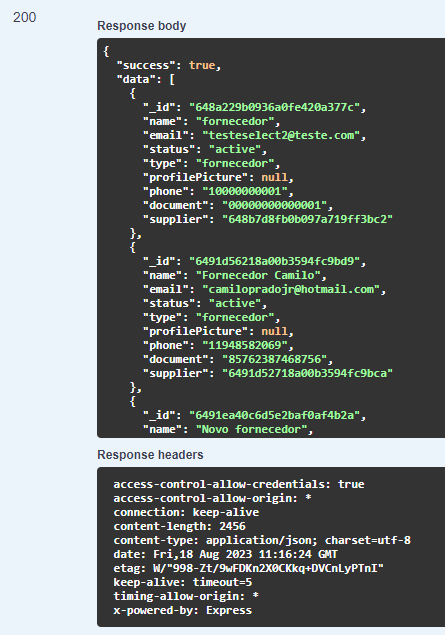 200
Response body
{
"success": true,
"data": [
{
"_id": "648a229b0936a0fe420a377c",
"name": "fornecedor",
"email": "testeselect2@teste.com",
"status": "active",
"type": "fornecedor",
"profilePicture": null,
"phone": "10000000001",
"document": "00000000000001",
"supplier": "648b7d8fb0b097a719ff3bc2"
},
{
"_id": "6491d56218a00b3594fc9bd9",
"name": "Fornecedor Camilo",
"email": "camilopradojr@hotmail.com",
"status": "active",
"type": "fornecedor",
"profilePicture": null,
"phone": "11948582069",
"document": "85762387468756",
"supplier": "6491d52718a00b3594fc9bca"
},
{
"_id": "6491ea40c6d5e2baf0af4b2a",
"name": "Novo fornecedor",
Response headers
access-control-allow-credentials: true
access-control-allow-origin: *
connection: keep-alive
content-length: 2456
content-type: application/json; charset=utf-8
date: Fri,18 Aug 2023 11:16:24 GMT
etag: W/"998-Zt/9wFDKn2X0CKkq+DVCnLyPTnI"
keep-alive: timeout=5
timing-allow-origin: *
x-powered-by: Express